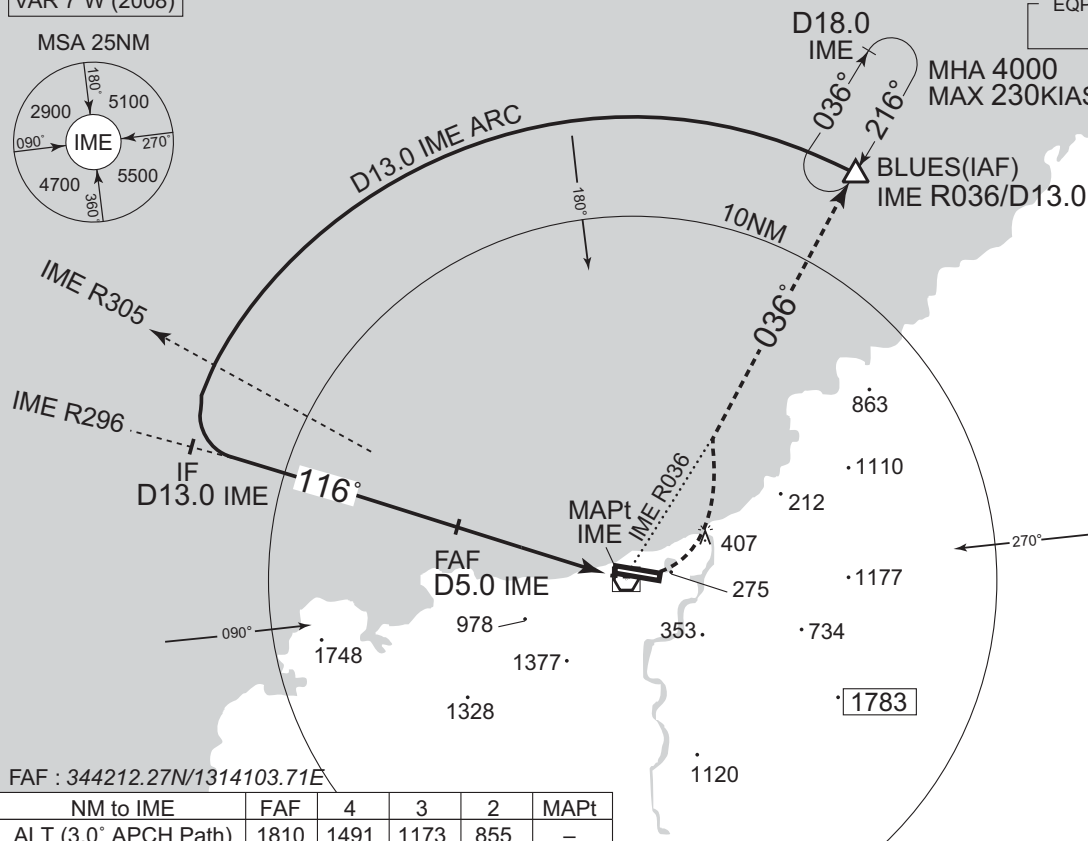 VAR 7°W (2008)
MSA 25NM
180°
2900
5100
090°
IME
270°
4700
5500
360°
D13.0 IME ARC
D18.0
IME
036°
216°
MHA 4000
BLUES(IAF)
IME R036/D13.0
180°
10NM
036°
IME R305
IME R296
IF
D13.0 IME
116°
FAF
D5.0 IME
MAPt
IME
IME R036
863
1110
212
407
275
270°
1177
353
734
1783
1120
090°
1748
978
1377
1328
FAF : 344212.27N/1314103.71E
NM to IME FAF 4 3 2 MAPt
ALT (3.0° APCH Path) 1810 1491 1173 855 –